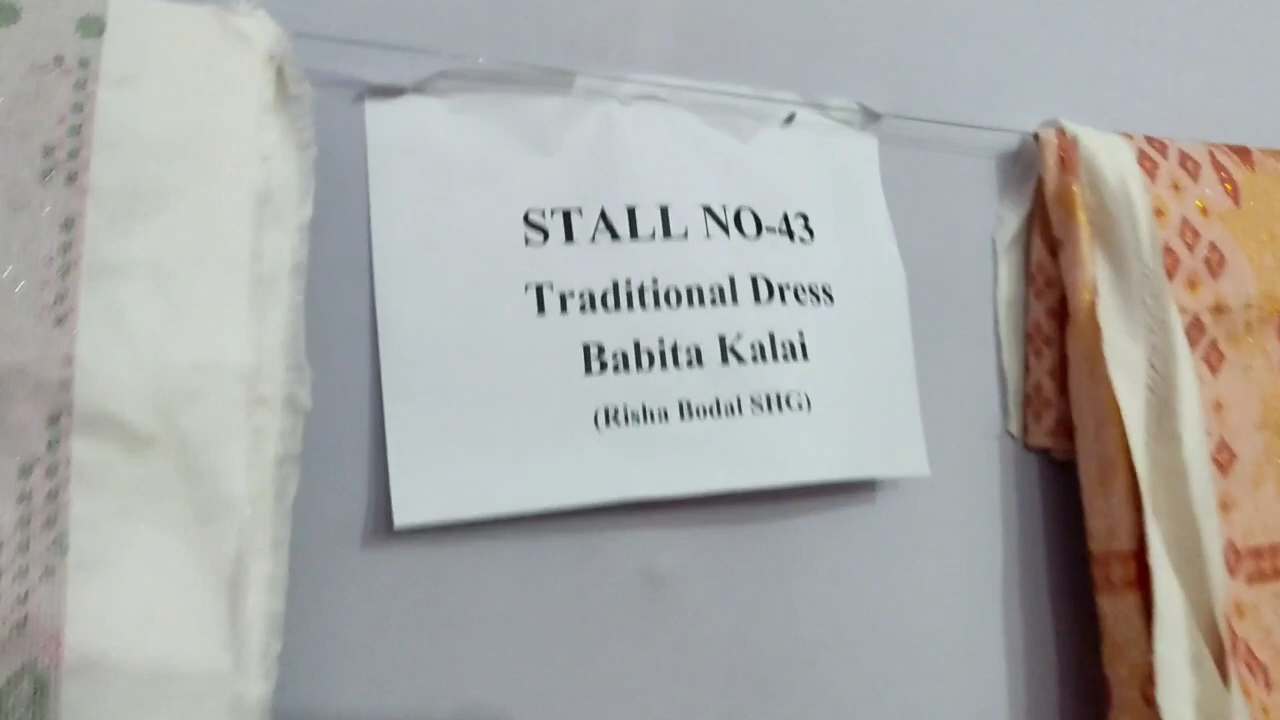 STALL NO-43
Traditional Dress
Babita Kalai
(Risha Bodal SHG)